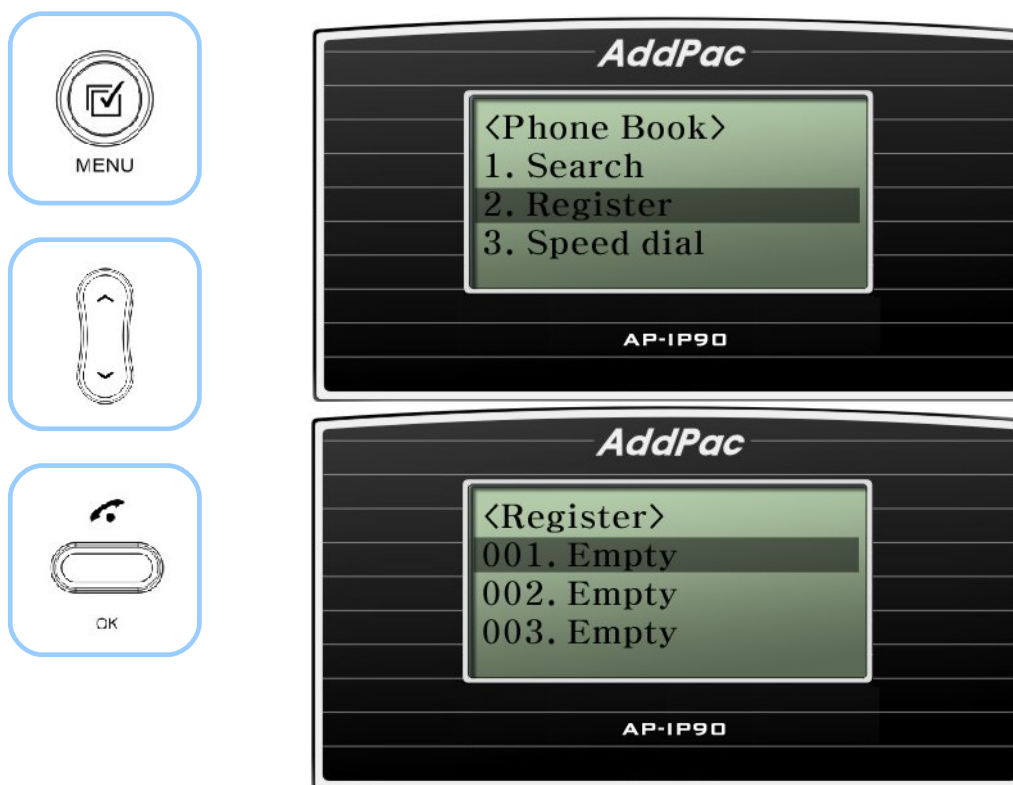 MENU
OK
AddPac
<Phone Book>
1. Search
2. Register
3. Speed dial
AP-IP90
AddPac
<Register>
001. Empty
002. Empty
003. Empty
AP-IP90